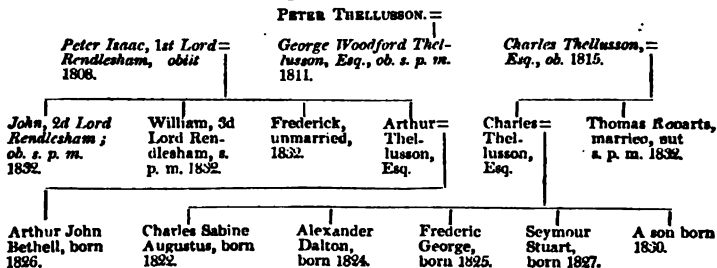 PETER THELLUSON.=
Peter Isaac, 1st Lord=
Rendlesham, obiit
1808.
George Woodford Thel-
lusson, Esq., ob. s. p. m.
1811.
Charles Thellusson,=
Esq., ob. 1815.
John, 2d Lord
Rendlesham;
ob. s. p. m.
1832.
William, 3d
Lord Ren-
dlesham, s.
p. m. 1832.
Frederick,
unmarried,
1832.
Arthur=
Thel-
lusson,
Esq.
Charles=
Thel-
lusson,
Esq.
Thomas Robarts,
married, but
s. p. m. 1832.
Arthur John
Bethell, born
1826.
Charles Sabine
Augustus, born
1822.
Alexander
Dalton,
born 1824.
Frederic
George,
born 1825.
Seymour
Stuart,
born 1827.
A son born
1830.